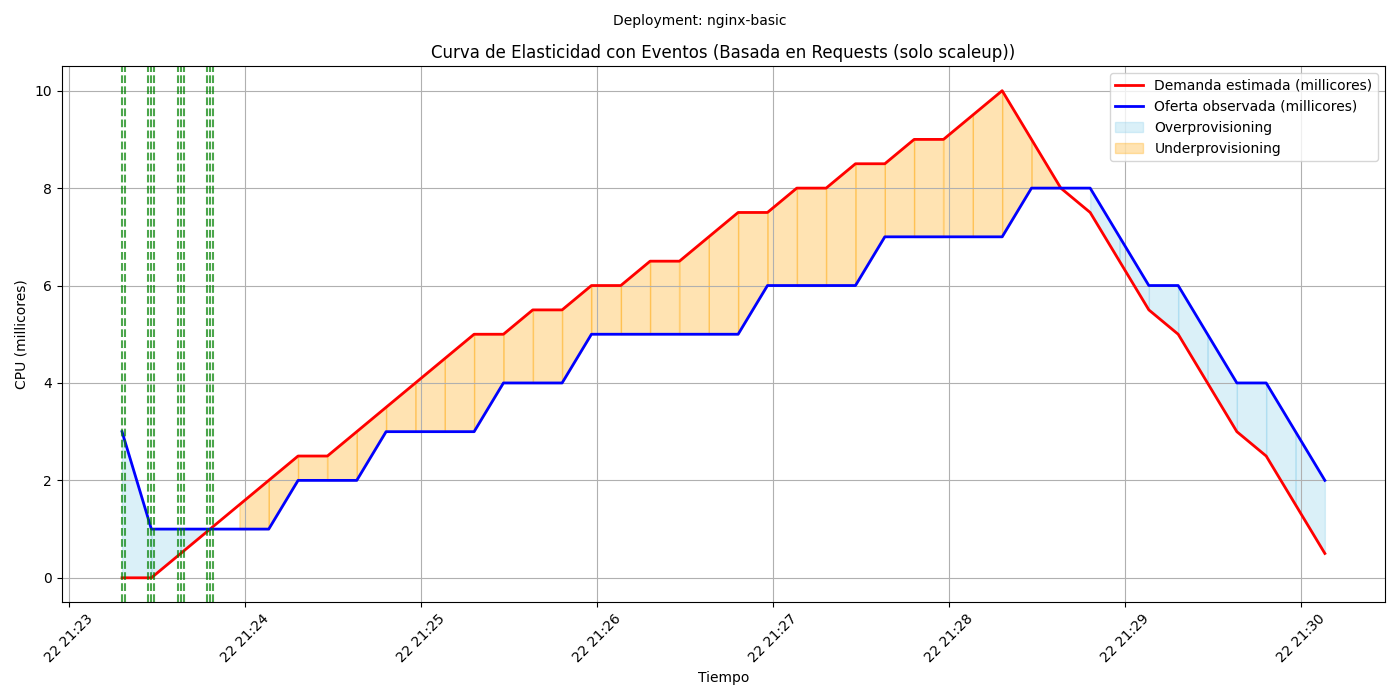 Deployment: nginx-basic
Curva de Elasticidad con Eventos (Basada en Requests (solo scaleup))
Demanda estimada (millicores)
Oferta observada (millicores)
Overprovisioning
Underprovisioning
CPU (millicores)
10
8
6
4
2
0
22 21:23
22 21:24
22 21:25
22 21:26
22 21:27
22 21:28
22 21:29
22 21:30
Tiempo